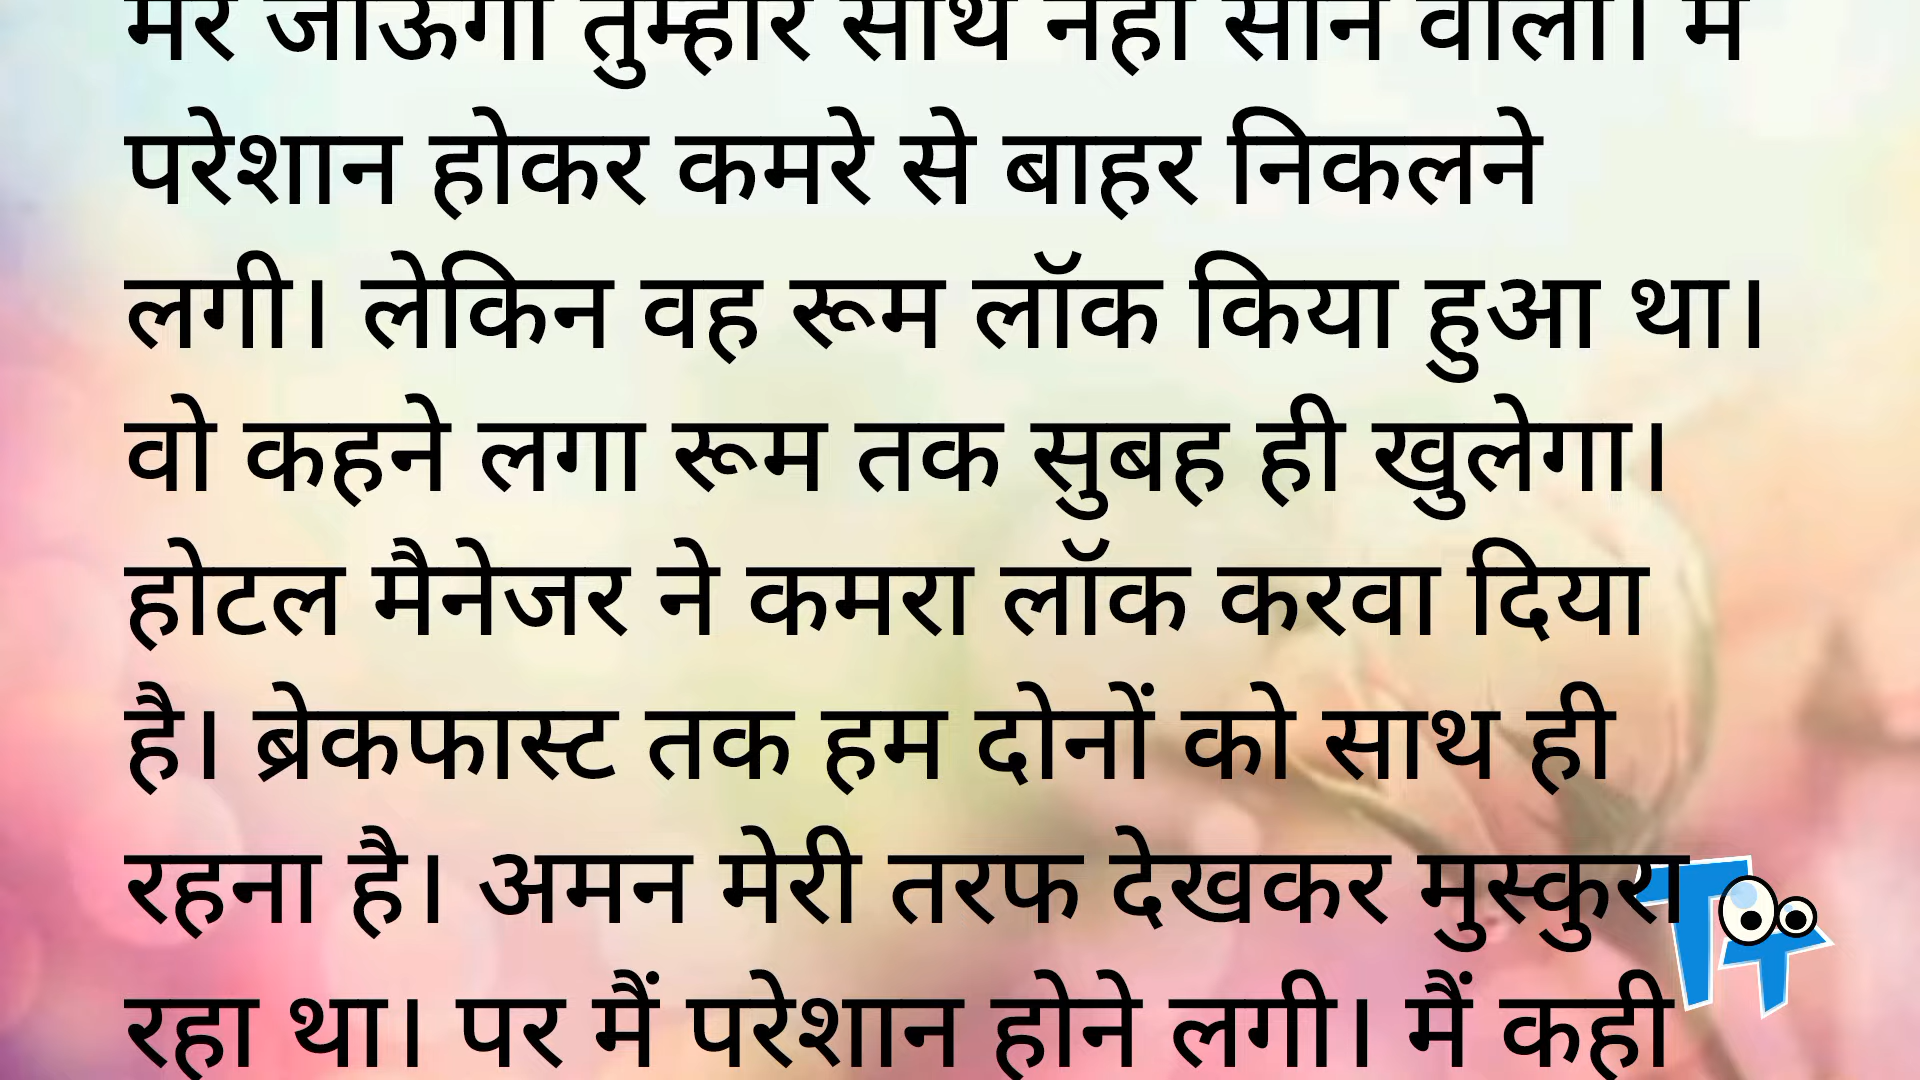 जाऊंगी तुम्हारे साथ नहीं सोने वाली। मैं
परेशान होकर कमरे से बाहर निकलने
लगी। लेकिन वह रूम लॉक किया हुआ था।
वो कहने लगा रूम तक सुबह ही खुलेगा।
होटल मैनेजर ने कमरा लॉक करवा दिया
है। ब्रेकफास्ट तक हम दोनों को साथ ही
रहना है। अमन मेरी तरफ देखकर मुस्कुरा
रहा था। पर मैं परेशान होने लगी। मैं कही